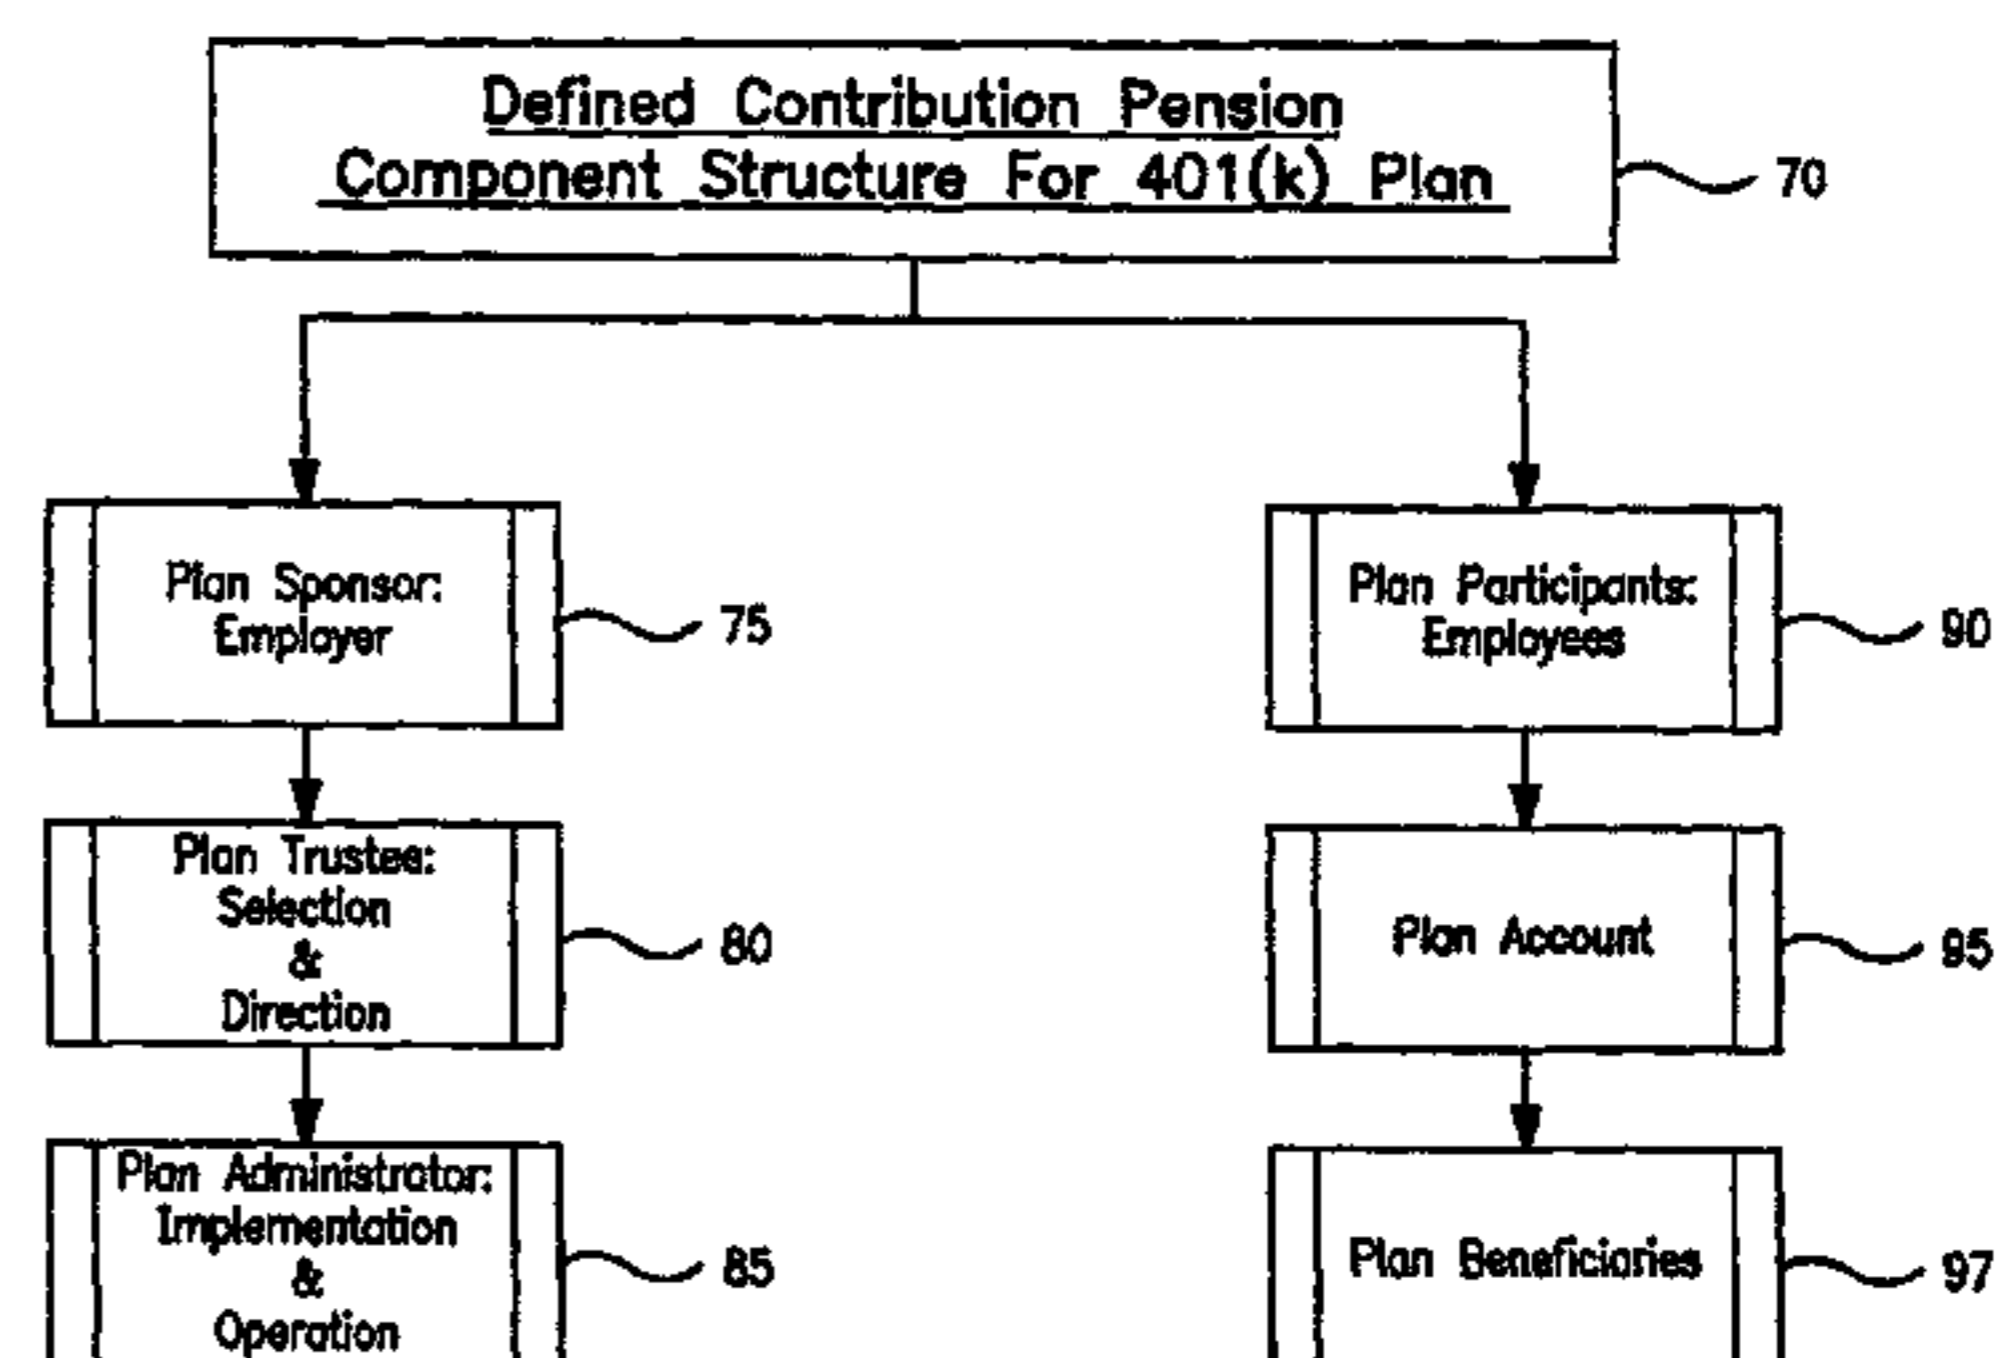 Defined Contribution Pension
Component Structure For 401(k) Plan
70
Plan Sponsor:
Employer
75
Plan Participants:
Employees
90
Plan Trustee:
Selection
&
Direction
80
Plan Account
95
Plan Administrator:
Implementation
&
Operation
85
Plan Beneficiaries
97